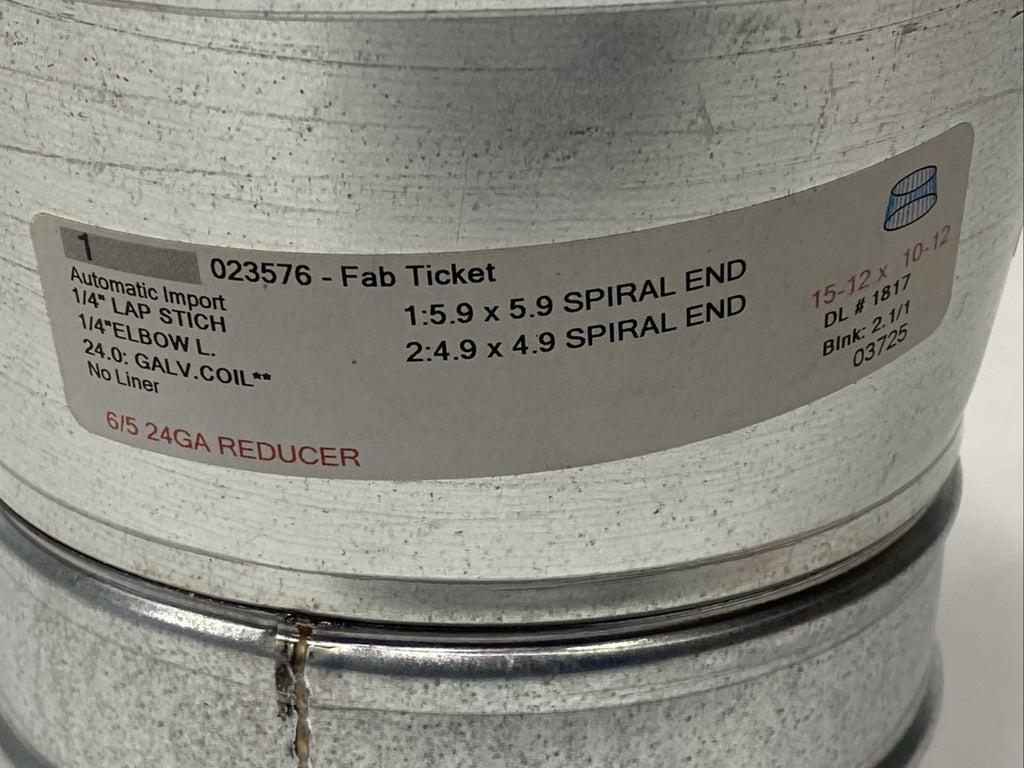 1
023576 - Fab Ticket
Automatic Import
1/4" LAP STICH
1/4"ELBOW L.
24.0: GALV.COIL**
No Liner
6/5 24GA REDUCER
1:5.9 x 5.9 SPIRAL END
2:4.9 x 4.9 SPIRAL END
15-12 x 10-12
DL # 1817
Blnk: 2.1/1
03725